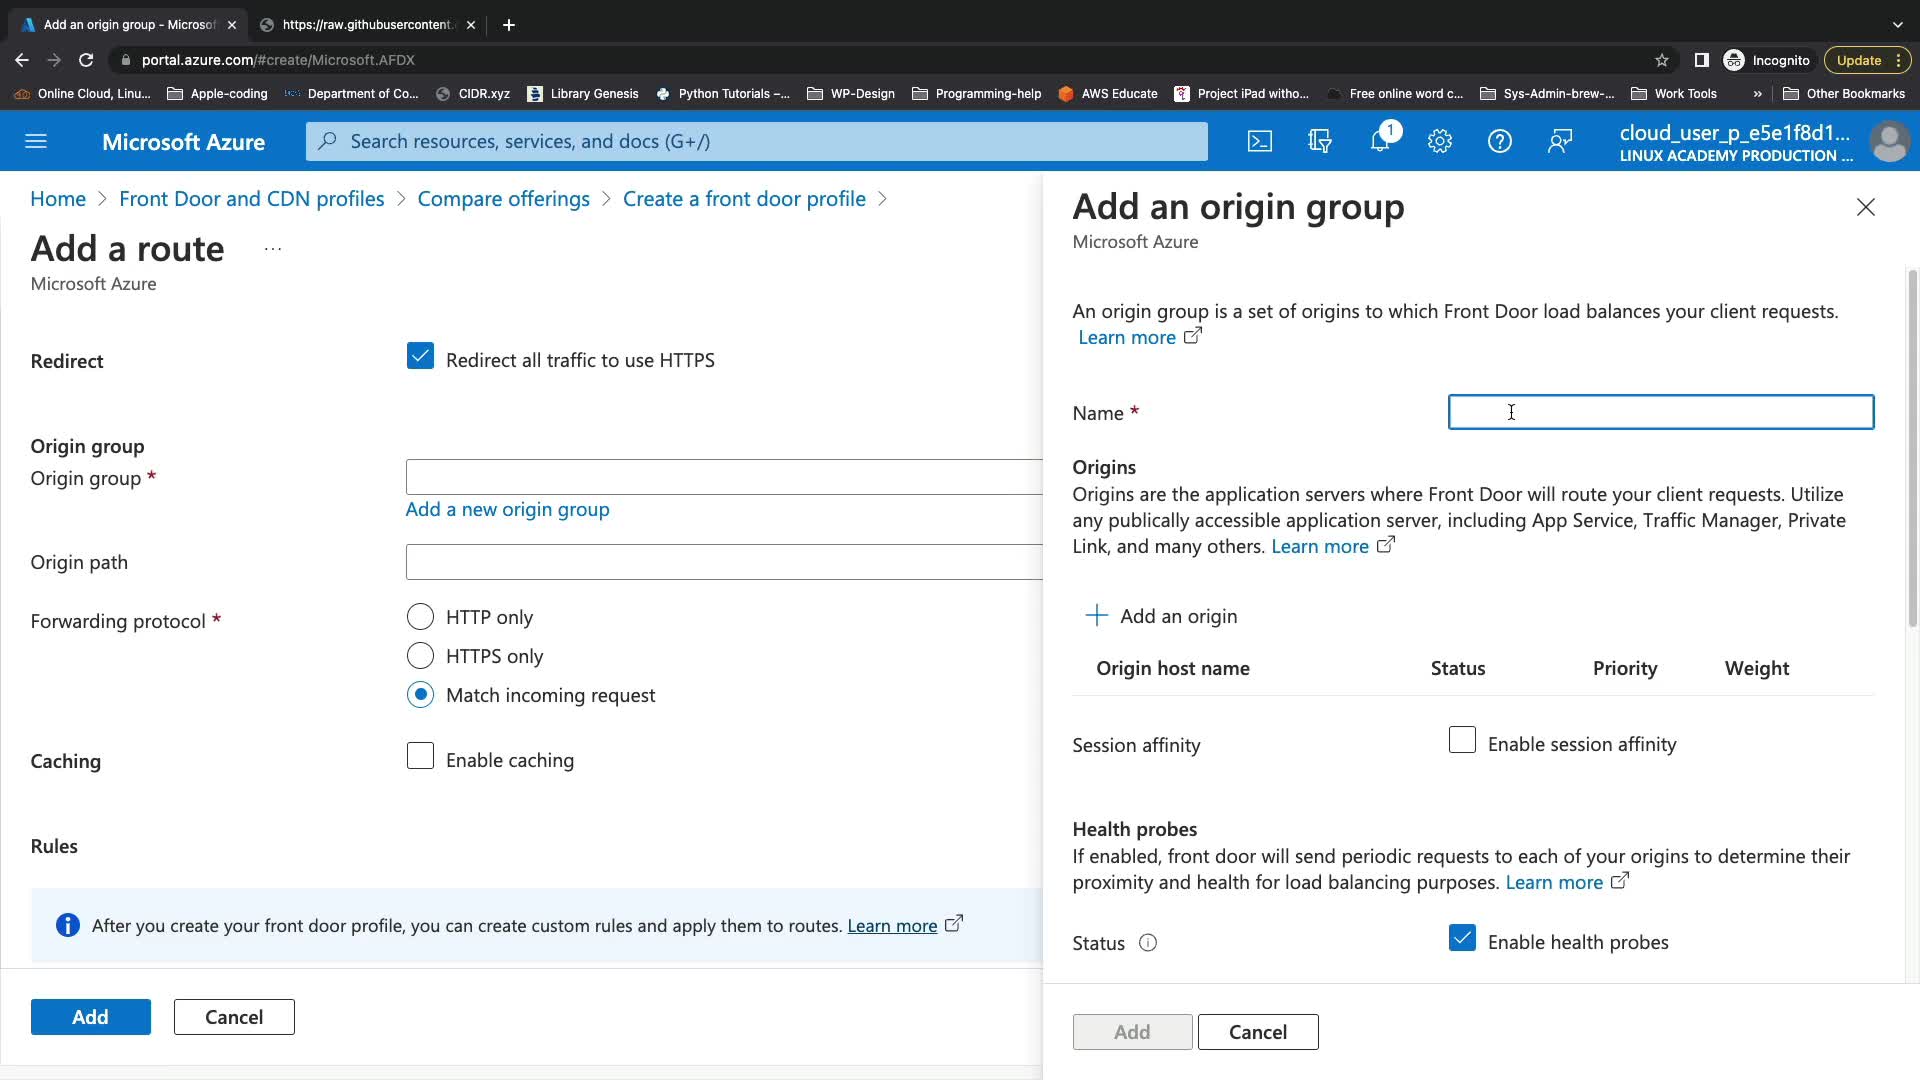 Add an origin group - Microsof
https://raw.githubusercontent.
portal.azure.com/#create/Microsoft.AFDX
Incognito
Update
Online Cloud, Linu...
Apple-coding
Department of Co...
CIDR.xyz
Library Genesis
Python Tutorials –...
WP-Design
Programming-help
AWS Educate
Project iPad witho...
Free online word c...
Sys-Admin-brew-...
Work Tools
»
Other Bookmarks
Microsoft Azure
Search resources, services, and docs (G+/)
1
cloud_user_p_e5e1f8d1...
LINUX ACADEMY PRODUCTION ...
Home > Front Door and CDN profiles > Compare offerings > Create a front door profile >
Add a route ...
Microsoft Azure
Redirect
Redirect all traffic to use HTTPS
Origin group
Origin group *
Add a new origin group
Origin path
Forwarding protocol *
HTTP only
HTTPS only
Match incoming request
Caching
Enable caching
Rules
After you create your front door profile, you can create custom rules and apply them to routes. Learn more
Add
Cancel
Add an origin group
Microsoft Azure
An origin group is a set of origins to which Front Door load balances your client requests.
Learn more
Name *
Origins
Origins are the application servers where Front Door will route your client requests. Utilize
any publically accessible application server, including App Service, Traffic Manager, Private
Link, and many others. Learn more
Add an origin
Origin host name Status Priority Weight
Session affinity
Enable session affinity
Health probes
If enabled, front door will send periodic requests to each of your origins to determine their
proximity and health for load balancing purposes. Learn more
Status
Enable health probes
Add
Cancel